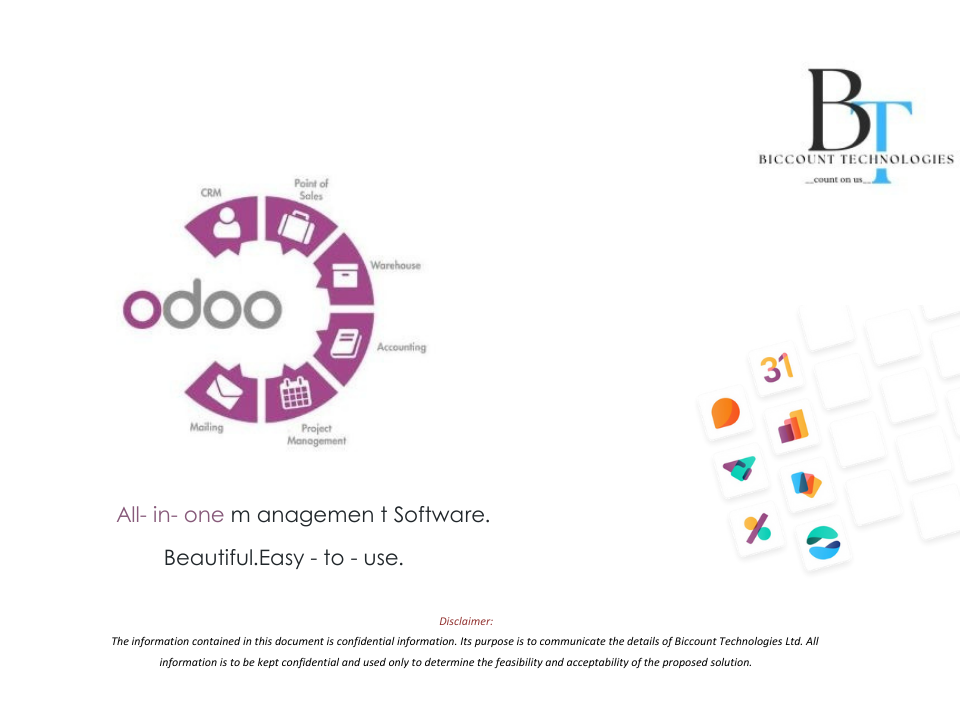 BT
BICCOUNT TECHNOLOGIES
__count on us__
CRM
Point of
Sales
Warehouse
odoo
Accounting
Mailing
Project
Management
31
All- in- one m anagemen t Software.
Beautiful.Easy - to - use.
Disclaimer:
The information contained in this document is confidential information. Its purpose is to communicate the details of Biccount Technologies Ltd. All
information is to be kept confidential and used only to determine the feasibility and acceptability of the proposed solution.